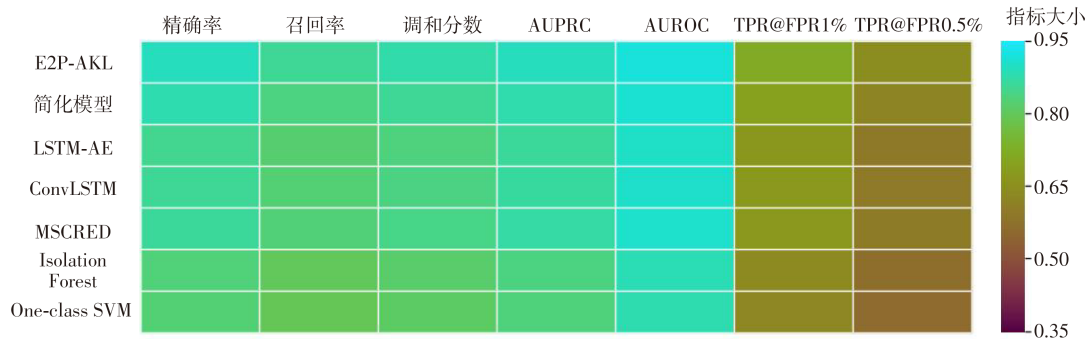 精确率 召回率 调和分数 AUPRC AUROC TPR@FPR1% TPR@FPR0.5% 指标大小
E2P-AKL
简化模型
LSTM-AE
ConvLSTM
MSCRED
Isolation
Forest
One-class SVM
0.95
0.80
0.65
0.50
0.35